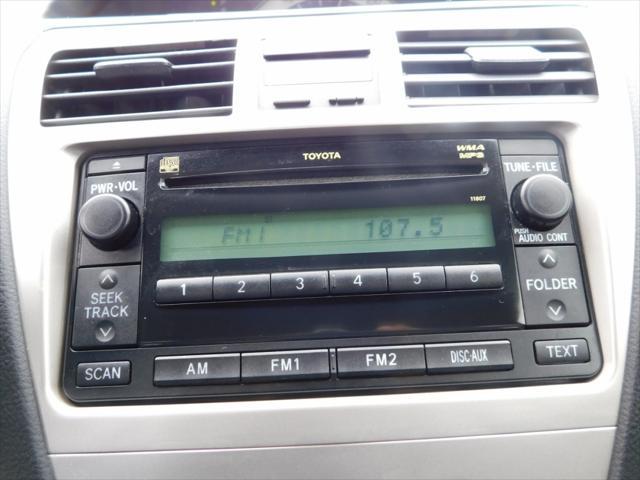 TOYOTA
WMA
MP3
PWR•VOL
TUNE•FILE
11807
FM1
107.5
PUSH
AUDIO CONT
1 2 3 4 5 6
SEEK
TRACK
FOLDER
AM FM1 FM2 DISC•AUX
SCAN
TEXT